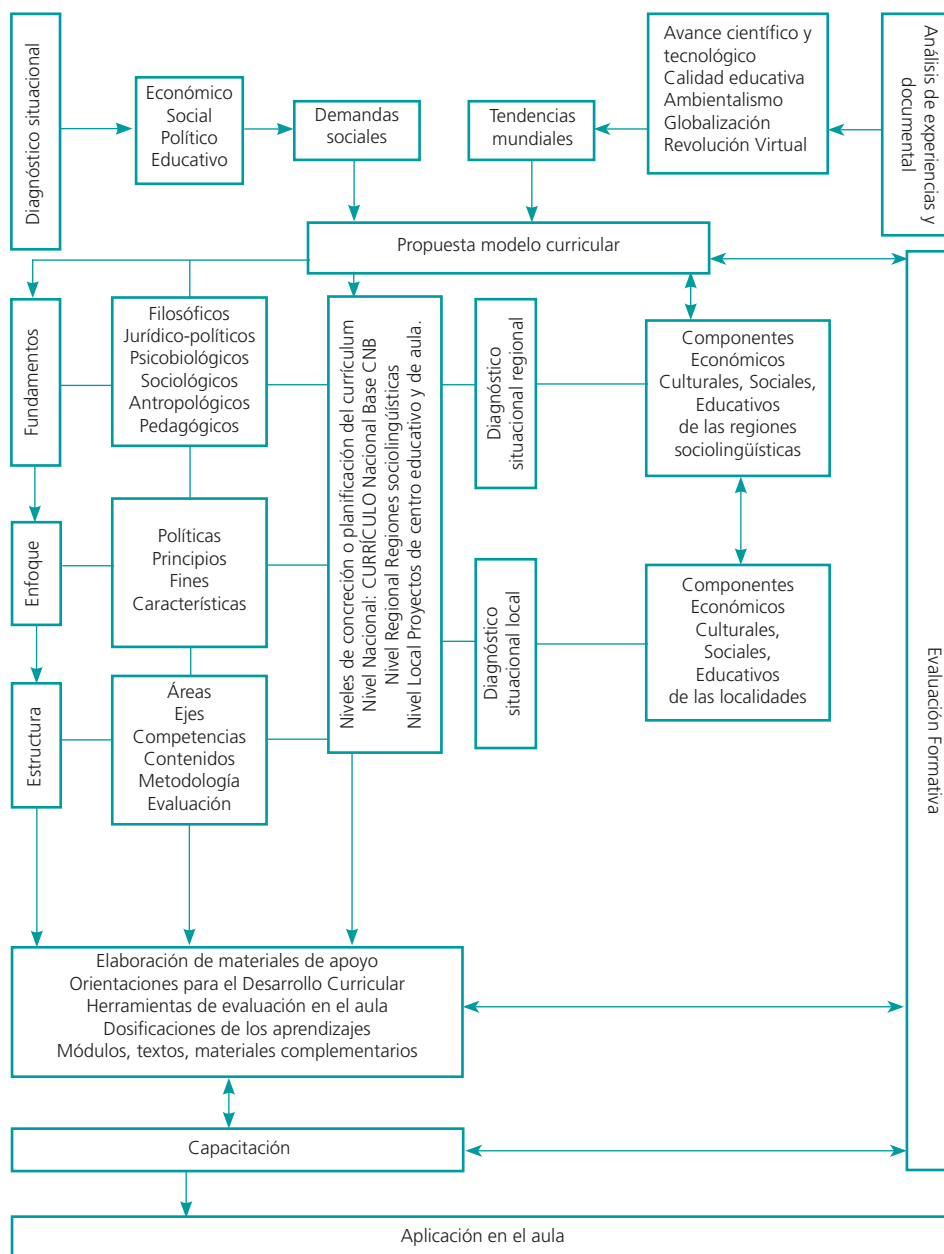 Diagnóstico situacional
Económico
Social
Político
Educativo
Demandas
sociales
Tendencias
mundiales
Avance científico y
tecnológico
Calidad educativa
Ambientalismo
Globalización
Revolución Virtual
Análisis de experiencias y
documental
Propuesta modelo curricular
Fundamentos
Filosóficos
Jurídico-políticos
Psicobiológicos
Sociológicos
Antropológicos
Pedagógicos
Niveles de concreción o planificación del currículum
Nivel Nacional: CURRÍCULO Nacional Base CNB
Nivel Regional Regiones sociolingüísticas
Nivel Local Proyectos de centro educativo y de aula.
Diagnóstico
situacional regional
Componentes
Económicos
Culturales, Sociales,
Educativos
de las regiones
sociolingüísticas
Enfoque
Políticas
Principios
Fines
Características
Diagnóstico
situacional local
Componentes
Económicos
Culturales,
Sociales,
Educativos
de las localidades
Estructura
Áreas
Ejes
Competencias
Contenidos
Metodología
Evaluación
Evaluación Formativa
Elaboración de materiales de apoyo
Orientaciones para el Desarrollo Curricular
Herramientas de evaluación en el aula
Dosificaciones de los aprendizajes
Módulos, textos, materiales complementarios
Capacitación
Aplicación en el aula